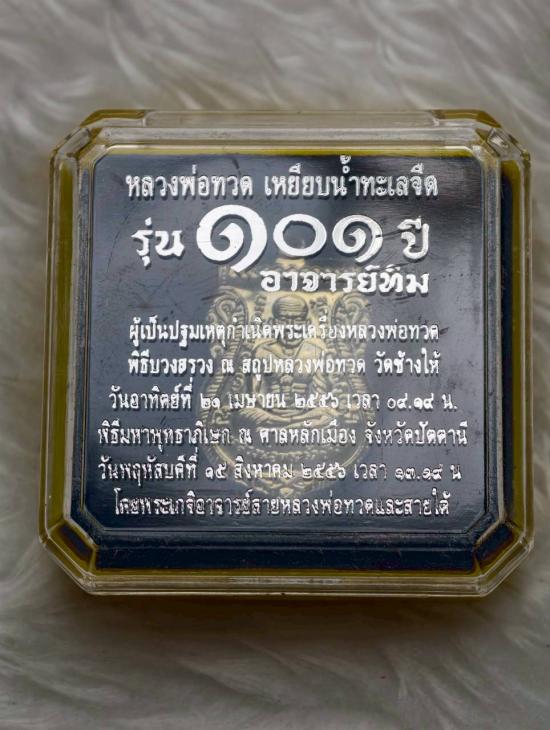 หลวงพ่อทวด เหยียบน้ำทะเลจืด
รุ่น ๑๐๑ ปี
อาจารย์ทิม
ผู้เป็นปฐมเหตุกำเนิดพระเครื่องหลวงพ่อทวด
พิธีบวงสรวง ณ สถูปหลวงพ่อทวด วัดช้างให้
วันอาทิตย์ที่ ๒๑ เมษายน ๒๕๕๖ เวลา ๐๙.๑๙ น.
พิธีมหาพุทธาภิเษก ณ ศาลหลักเมือง จังหวัดปัตตานี
วันพฤหัสบดีที่ ๑๕ สิงหาคม ๒๕๕๖ เวลา ๑๓.๑๙ น
โดยพระเกจิอาจารย์สายหลวงพ่อทวดและสายใต้